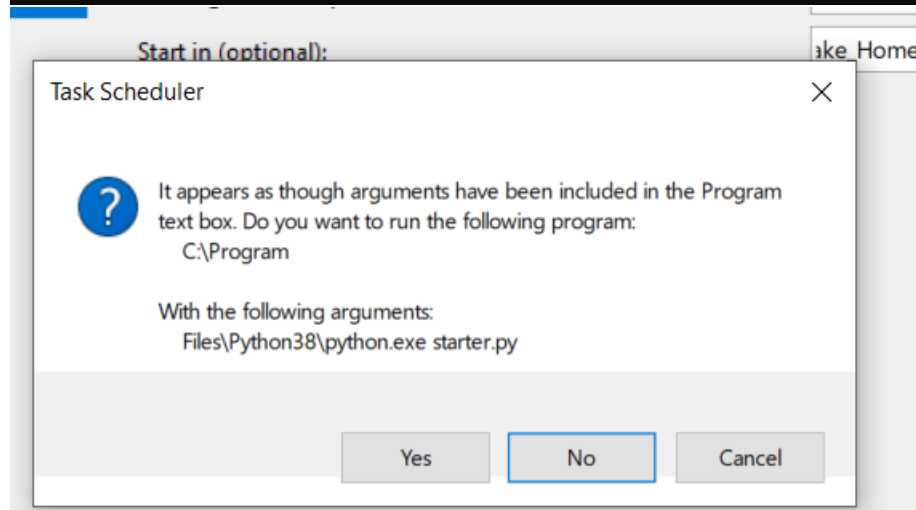 Start in (optional):
ake_Home
Task Scheduler
It appears as though arguments have been included in the Program
text box. Do you want to run the following program:
C:\Program
With the following arguments:
Files\Python38\python.exe starter.py
Yes
No
Cancel